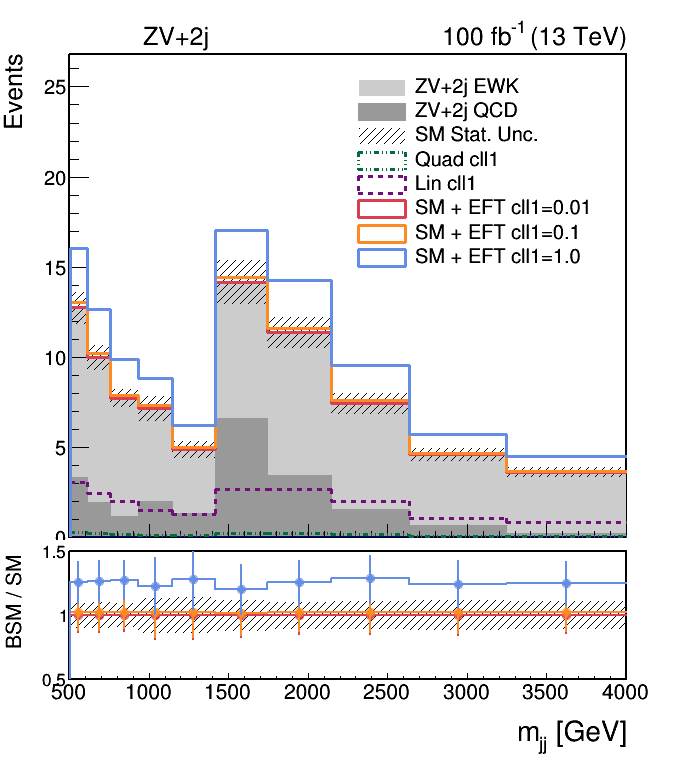 ZV+2j 100 fb-1 (13 TeV)
Events
25
20
15
10
5
0
ZV+2j EWK
ZV+2j QCD
SM Stat. Unc.
Quad cll1
Lin cll1
SM + EFT cll1=0.01
SM + EFT cll1=0.1
SM + EFT cll1=1.0
BSM / SM
1.5
1
0.5
500 1000 1500 2000 2500 3000 3500 4000
mjj [GeV]